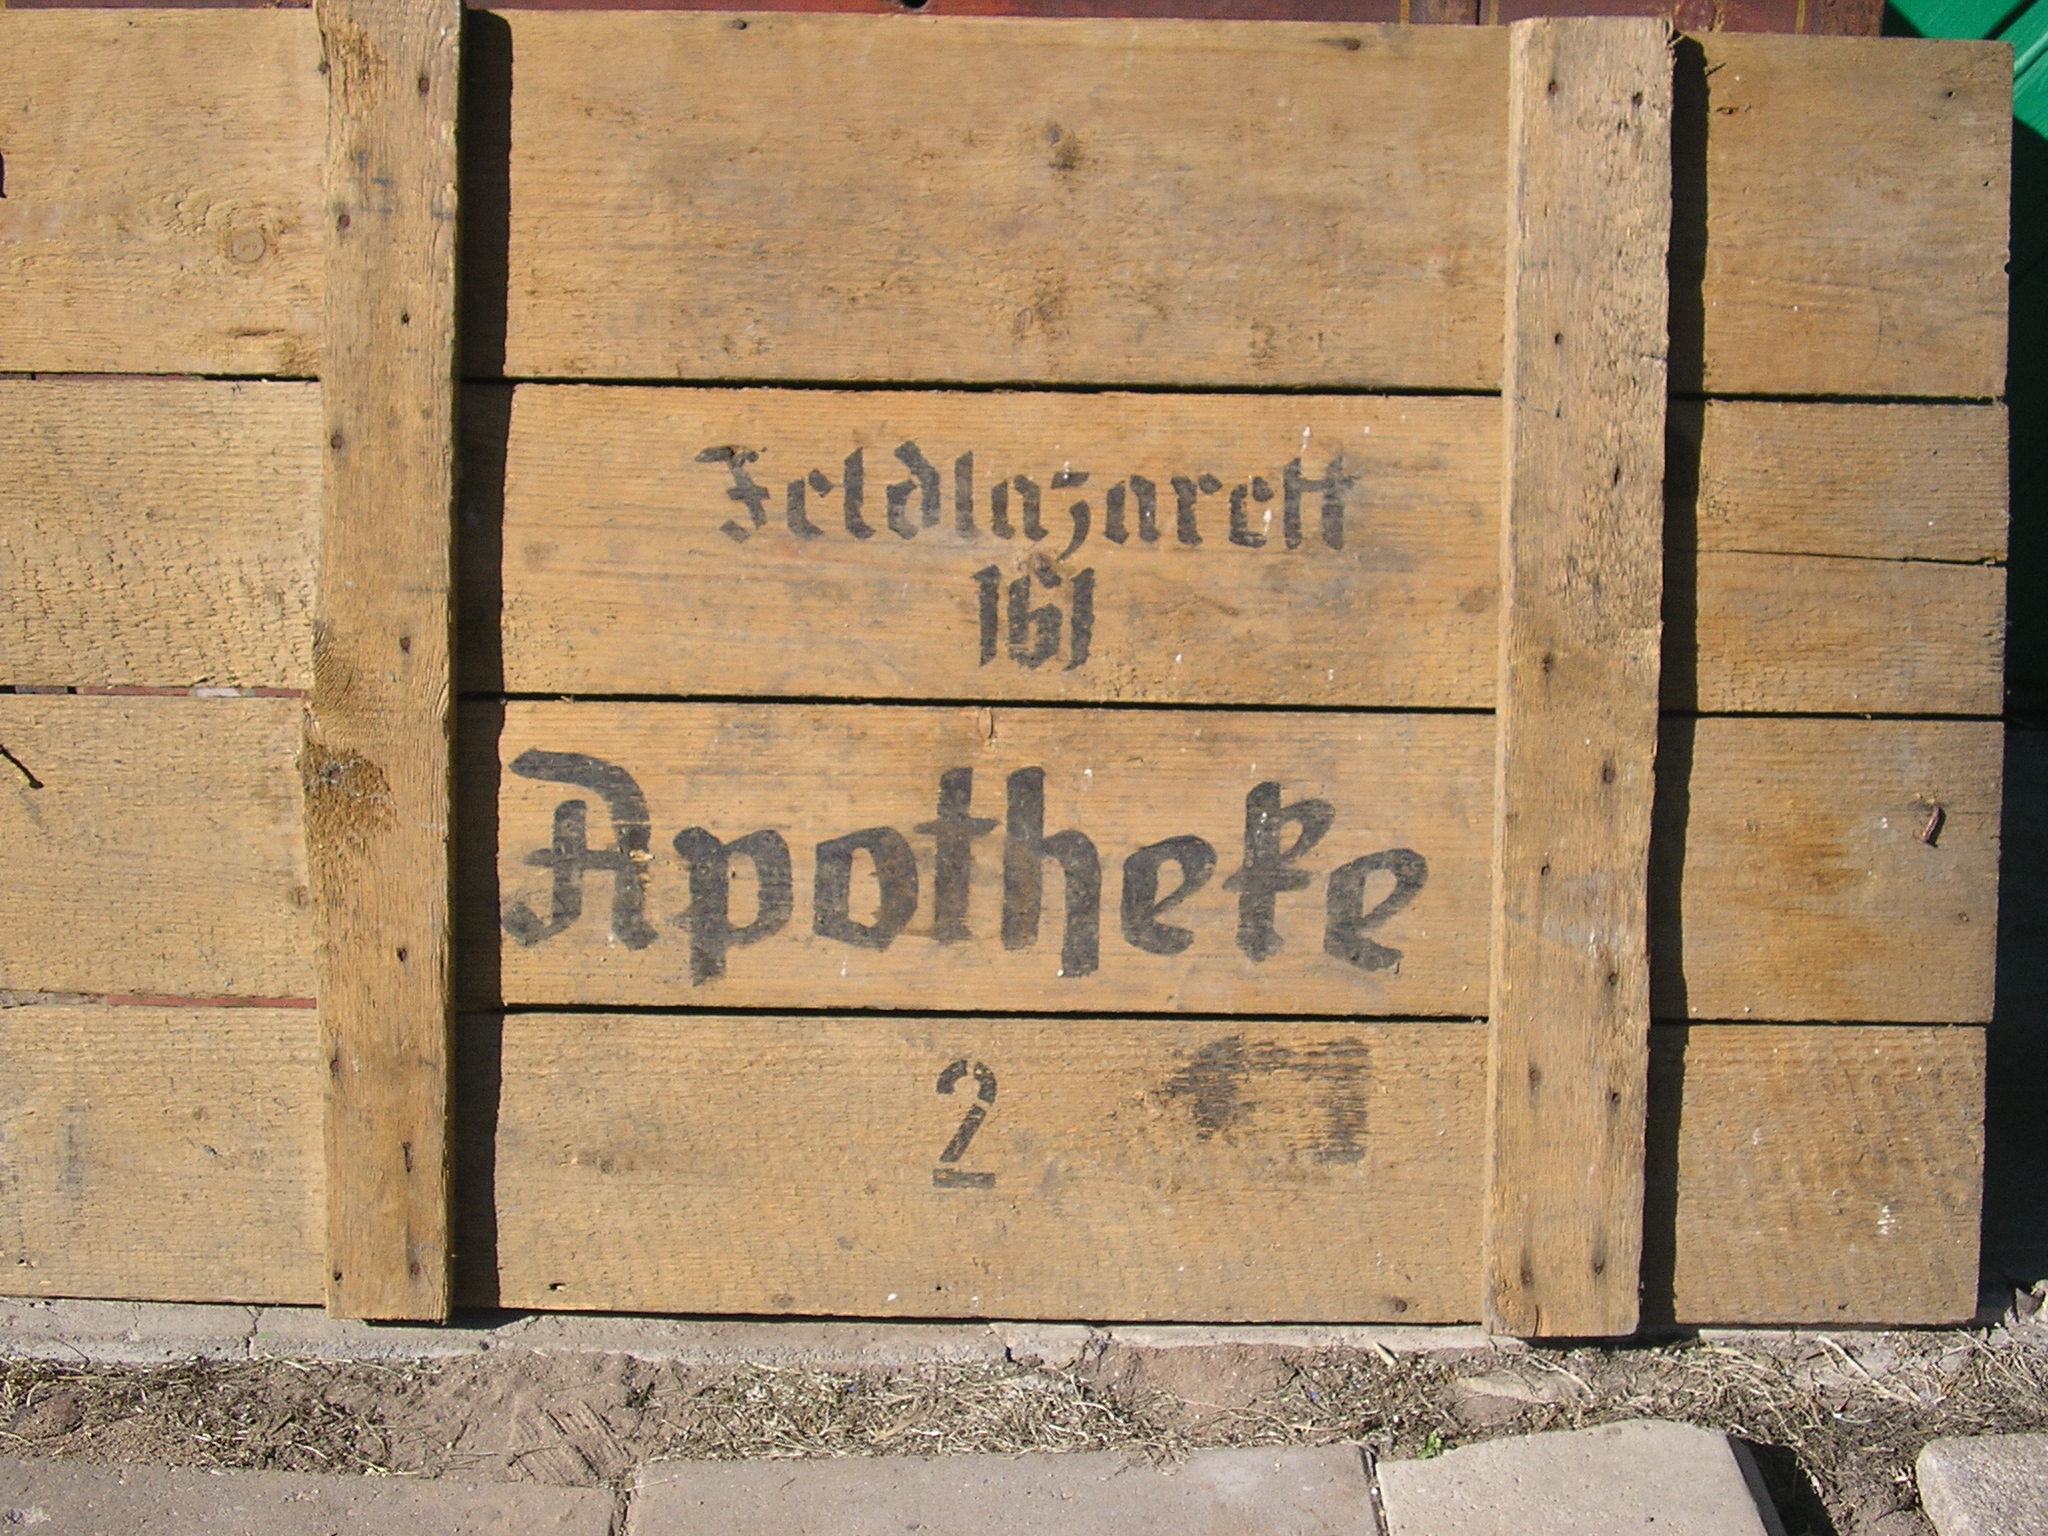 Feldlazarett
161
Apotheke
2